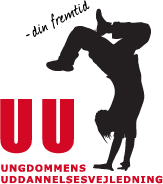 - din fremtid
UU
UNGDOMMENS
UDDANNELSESVEJLEDNING